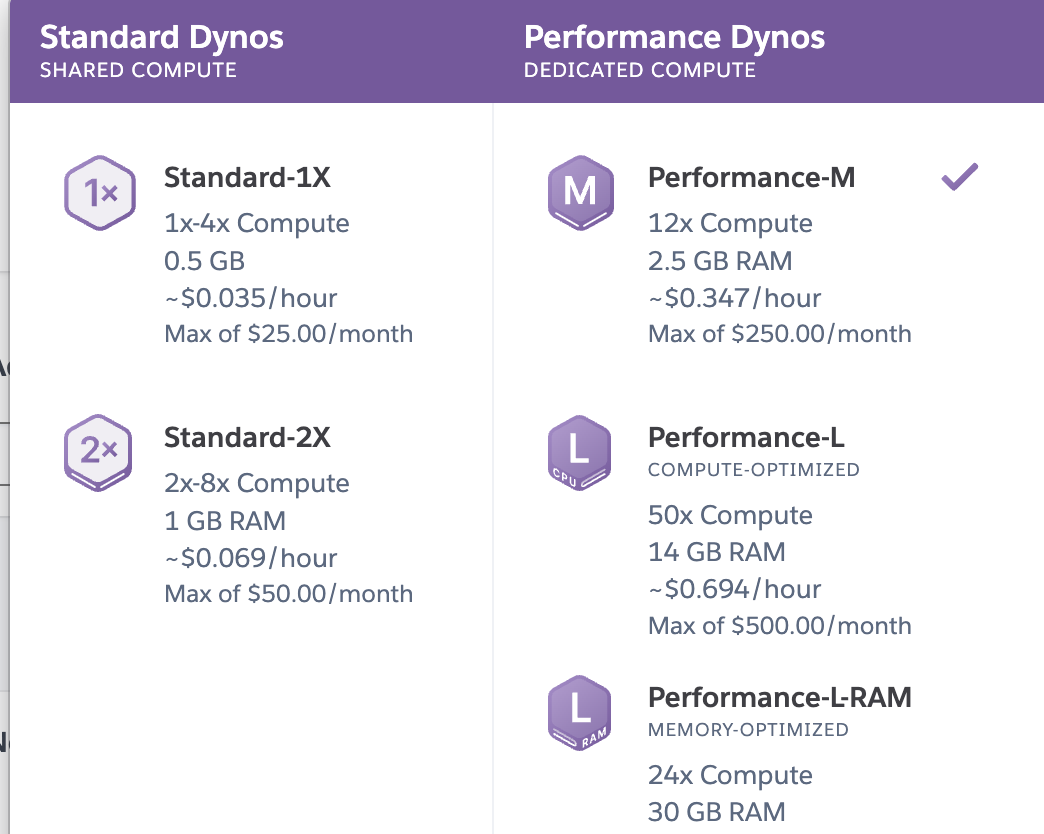 Standard Dynos
SHARED COMPUTE
Performance Dynos
DEDICATED COMPUTE
1×
Standard-1X
1x-4x Compute
0.5 GB
~$0.035/hour
Max of $25.00/month
2×
Standard-2X
2x-8x Compute
1 GB RAM
~$0.069/hour
Max of $50.00/month
M
Performance-M
12x Compute
2.5 GB RAM
~$0.347/hour
Max of $250.00/month
L
CPU
Performance-L
COMPUTE-OPTIMIZED
50x Compute
14 GB RAM
~$0.694/hour
Max of $500.00/month
L
RAM
Performance-L-RAM
MEMORY-OPTIMIZED
24x Compute
30 GB RAM